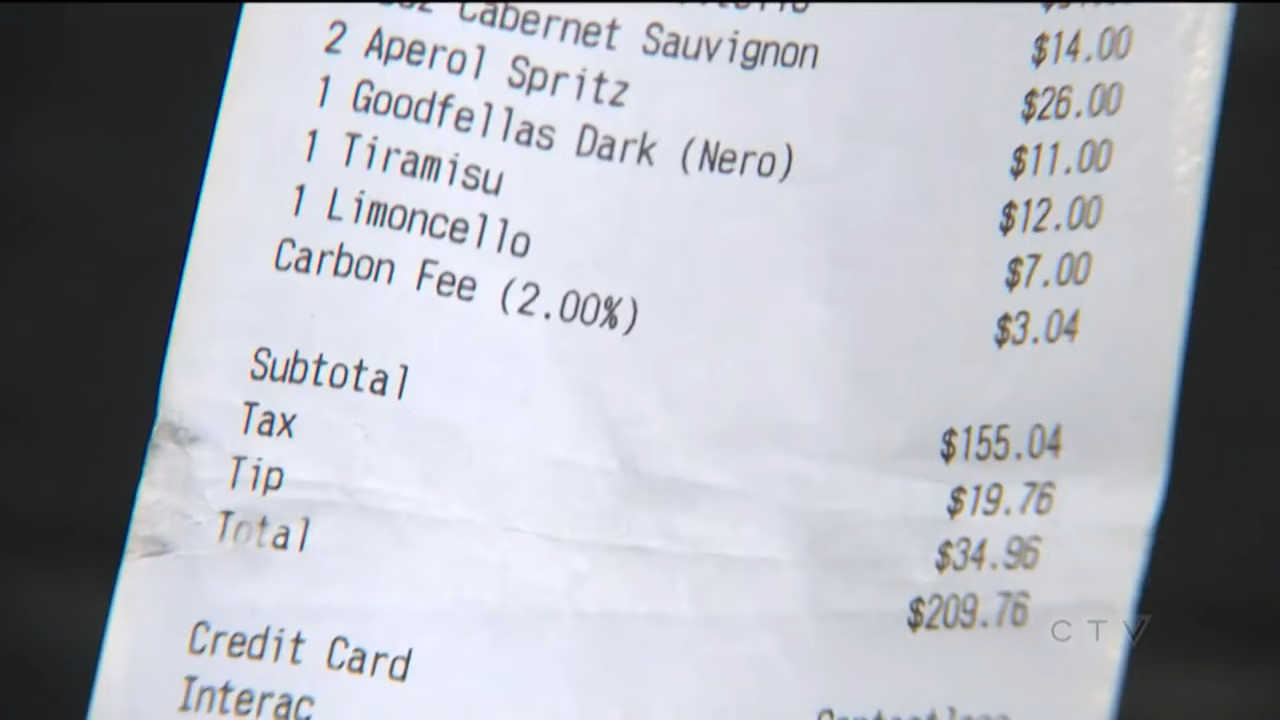 Cabernet Sauvignon $14.00
2 Aperol Spritz $26.00
1 Goodfellas Dark (Nero) $11.00
1 Tiramisu $12.00
1 Limoncello $7.00
Carbon Fee (2.00%) $3.04
Subtotal $155.04
Tax $19.76
Tip $34.96
Total $209.76
CTV
Credit Card
Interac